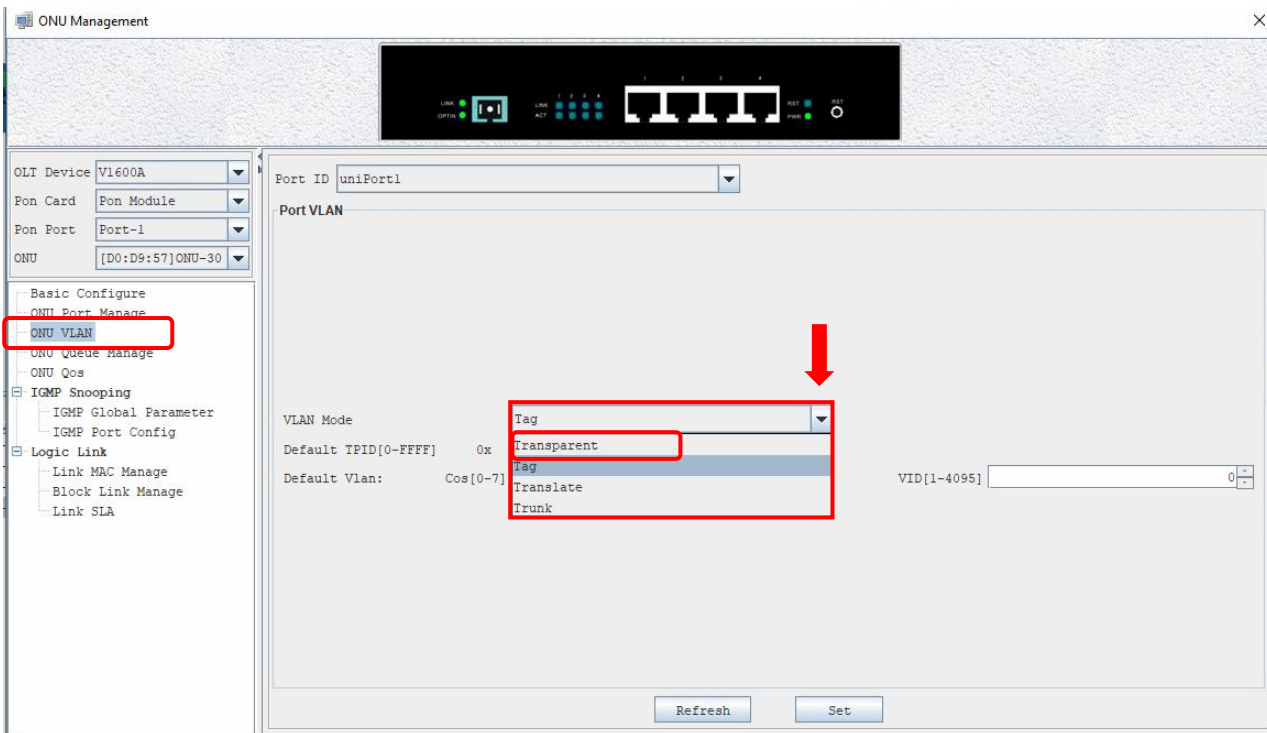 ONU Management
1 2 3 4
LINK
OPTIN
1 2 3 4
LINK
ACT
RST
PWR
RST
OLT Device V1600A
Pon Card Pon Module
Pon Port Port-1
ONU [D0:D9:57]ONU-30
Basic Configure
ONU Port Manage
ONU VLAN
ONU Queue Manage
ONU Qos
IGMP Snooping
IGMP Global Parameter
IGMP Port Config
Logic Link
Link MAC Manage
Block Link Manage
Link SLA
Port ID uniPort1
Port VLAN
VLAN Mode Tag
Default TPID[0-FFFF] 0x Transparent
Tag
Default Vlan: Cos[0-7] VID[1-4095] 0
Translate
Trunk
Refresh Set